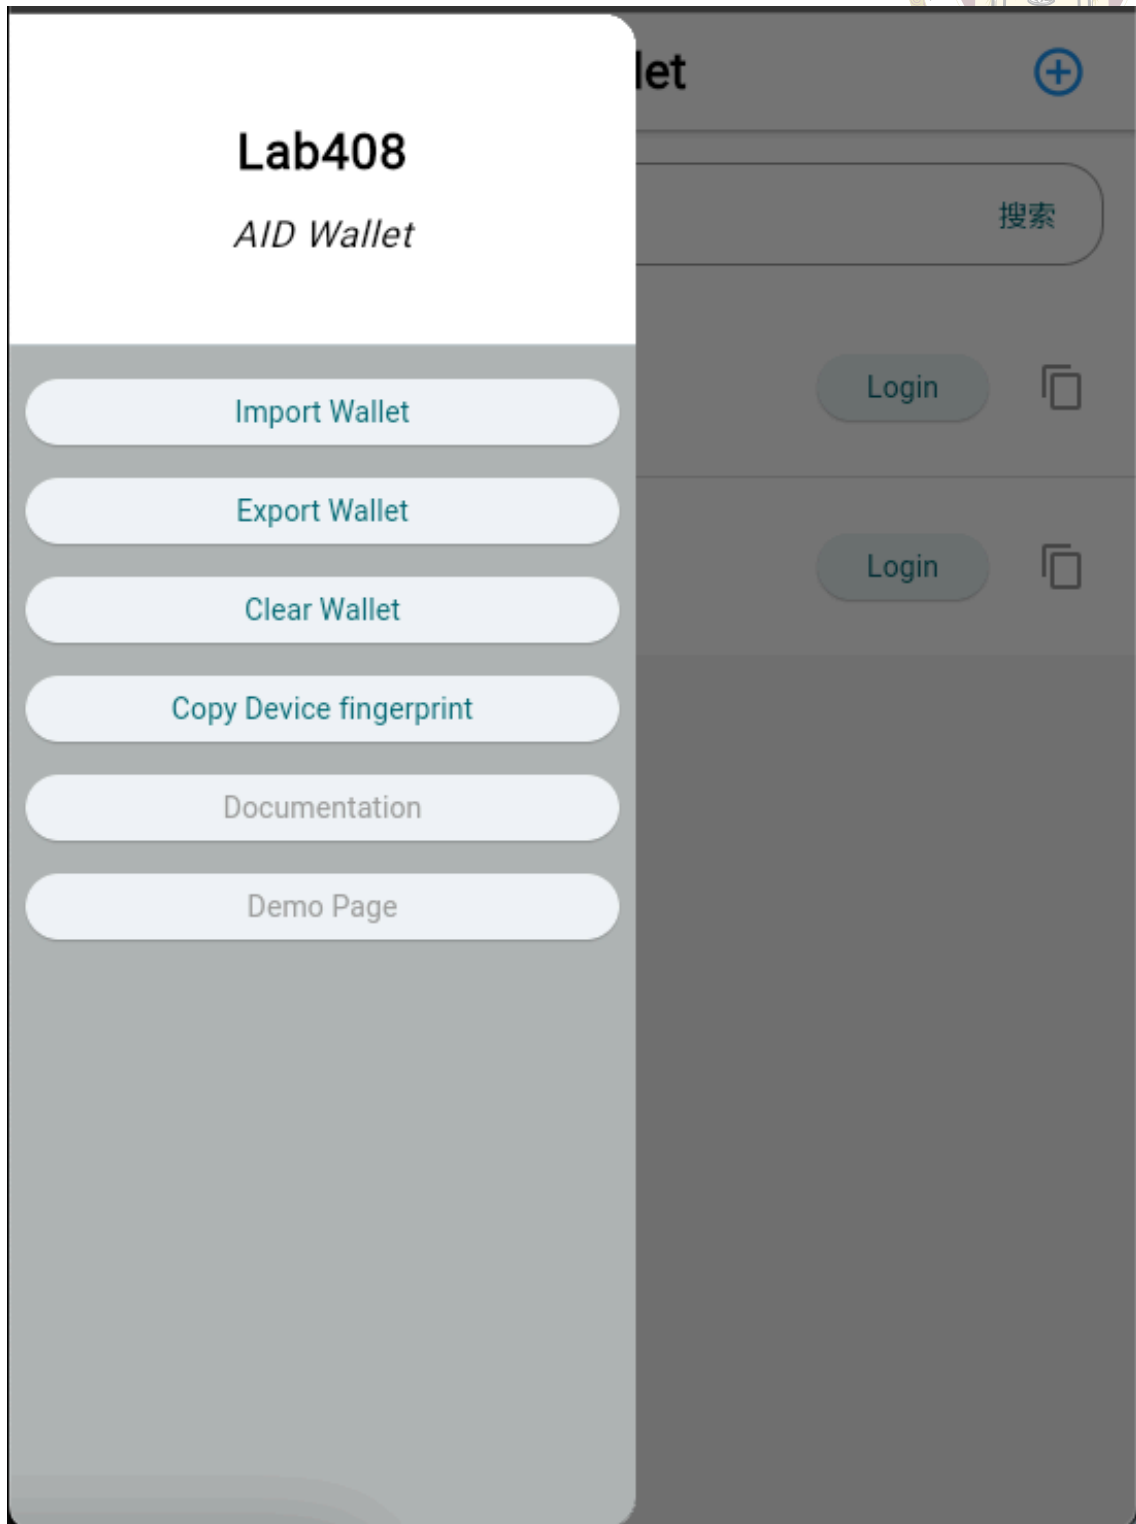 Lab408
AID Wallet
Import Wallet
Export Wallet
Clear Wallet
Copy Device fingerprint
Documentation
Demo Page
let
搜索
Login
Login